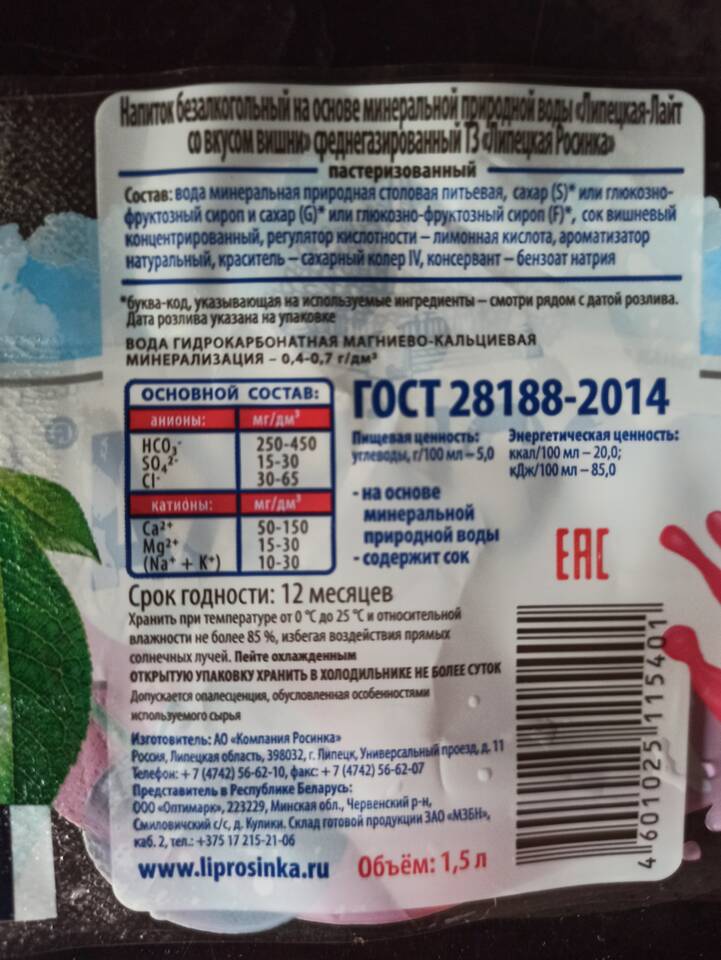 Напиток безалкогольный на основе минеральной природной воды «Липецкая-Лайт
со вкусом вишни» среднегазированный ТЗ «Липецкая Росинка»
пастеризованный
Состав: вода минеральная природная столовая питьевая, сахар (S)* или глюкозно-
фруктозный сироп и сахар (G)* или глюкозно-фруктозный сироп (F)*, сок вишневый
концентрированный, регулятор кислотности – лимонная кислота, ароматизатор
натуральный, краситель – сахарный колер IV, консервант – бензоат натрия
*буква-код, указывающая на используемые ингредиенты – смотри рядом с датой розлива.
Дата розлива указана на упаковке
ВОДА ГИДРОКАРБОНАТНАЯ МАГНИЕВО-КАЛЬЦИЕВАЯ
МИНЕРАЛИЗАЦИЯ – 0,4-0,7 г/дм³
ОСНОВНОЙ СОСТАВ:
анионы: мг/дм³
HCO₃⁻ 250-450
SO₄²⁻ 15-30
Cl⁻ 30-65
катионы: мг/дм³
Ca²⁺ 50-150
Mg²⁺ 15-30
(Na⁺ + K⁺) 10-30
ГОСТ 28188-2014
Пищевая ценность:
углеводы, г/100 мл – 5,0
Энергетическая ценность:
ккал/100 мл – 20,0;
кДж/100 мл – 85,0
- на основе
минеральной
природной воды
- содержит сок
EAC
Срок годности: 12 месяцев
Хранить при температуре от 0 °С до 25 °С и относительной
влажности не более 85 %, избегая воздействия прямых
солнечных лучей. Пейте охлажденным
ОТКРЫТУЮ УПАКОВКУ ХРАНИТЬ В ХОЛОДИЛЬНИКЕ НЕ БОЛЕЕ СУТОК
Допускается опалесценция, обусловленная особенностями
используемого сырья
Изготовитель: АО «Компания Росинка»
Россия, Липецкая область, 398032, г. Липецк, Универсальный проезд, д. 11
Телефон: + 7 (4742) 56-62-10, факс: + 7 (4742) 56-62-07
Представитель в Республике Беларусь:
ООО «Оптимарк», 223229, Минская обл., Червенский р-н,
Смиловичский с/с, д. Кулики. Склад готовой продукции ЗАО «МЗБН»,
каб. 2, тел.: +375 17 215-21-06
www.liprosinka.ru
Объём: 1,5 л
4 601025 115401